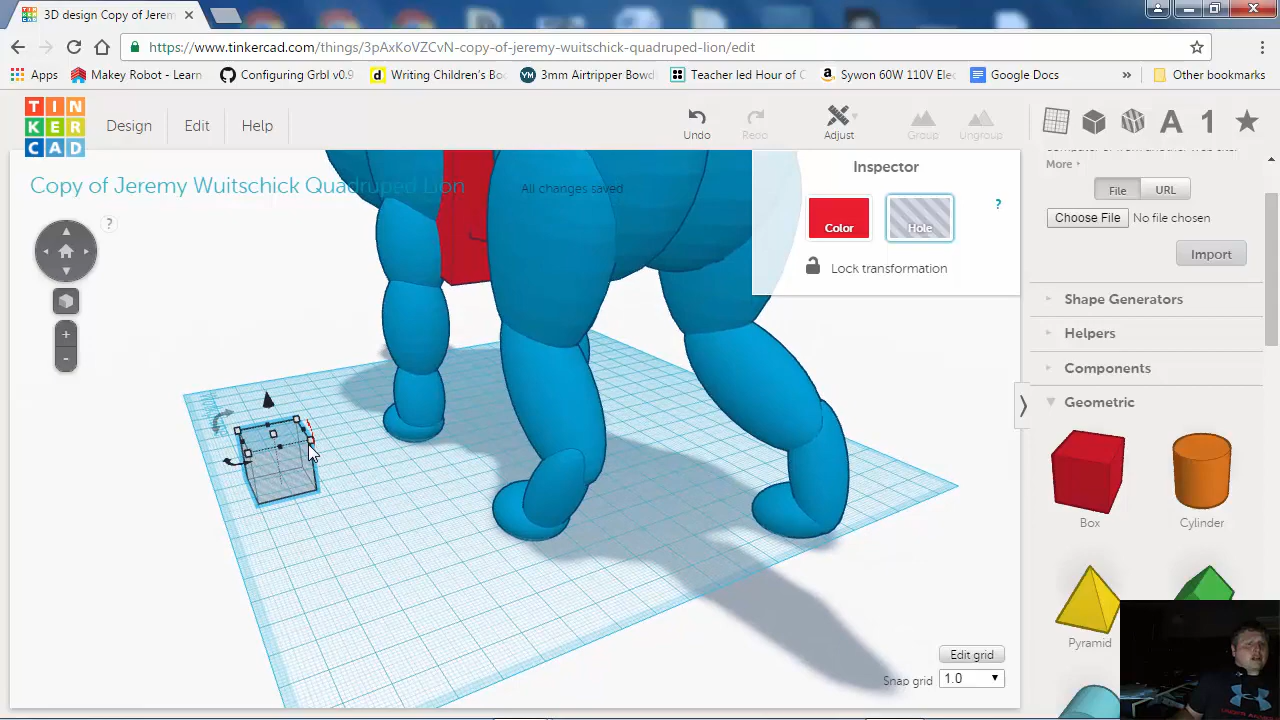 3D design Copy of Jerem
https://www.tinkercad.com/things/3pAxKoVZCvN-copy-of-jeremy-wuitschick-quadruped-lion/edit
Apps
Makey Robot - Learn
Configuring Grbl v0.9
Writing Children's Bo
3mm Airtripper Bowd
Teacher led Hour of C
Sywon 60W 110V Elec
Google Docs
Other bookmarks
TIN
KER
CAD
Design
Edit
Help
Undo
Redo
Adjust
Group
Ungroup
Copy of Jeremy Wuitschick Quadruped Lion
All changes saved
Inspector
Color
Hole
?
Lock transformation
?
More
File
URL
Choose File
No file chosen
Import
Shape Generators
Helpers
Components
Geometric
Box
Cylinder
Pyramid
Edit grid
Snap grid
1.0